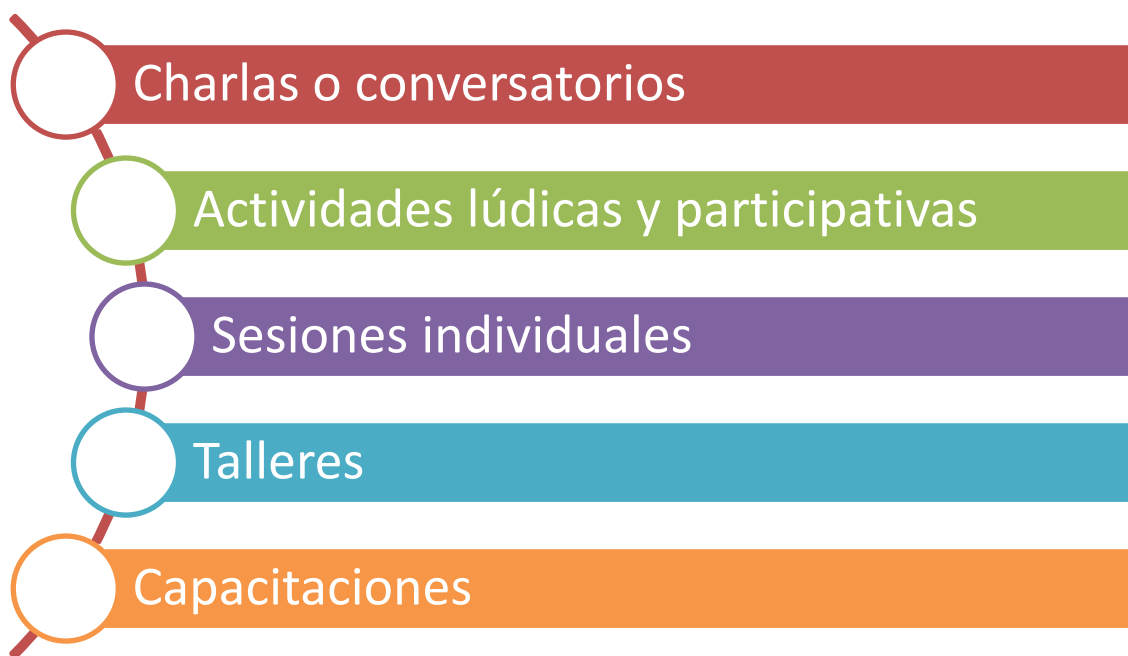 Charlas o conversatorios
Actividades lúdicas y participativas
Sesiones individuales
Talleres
Capacitaciones